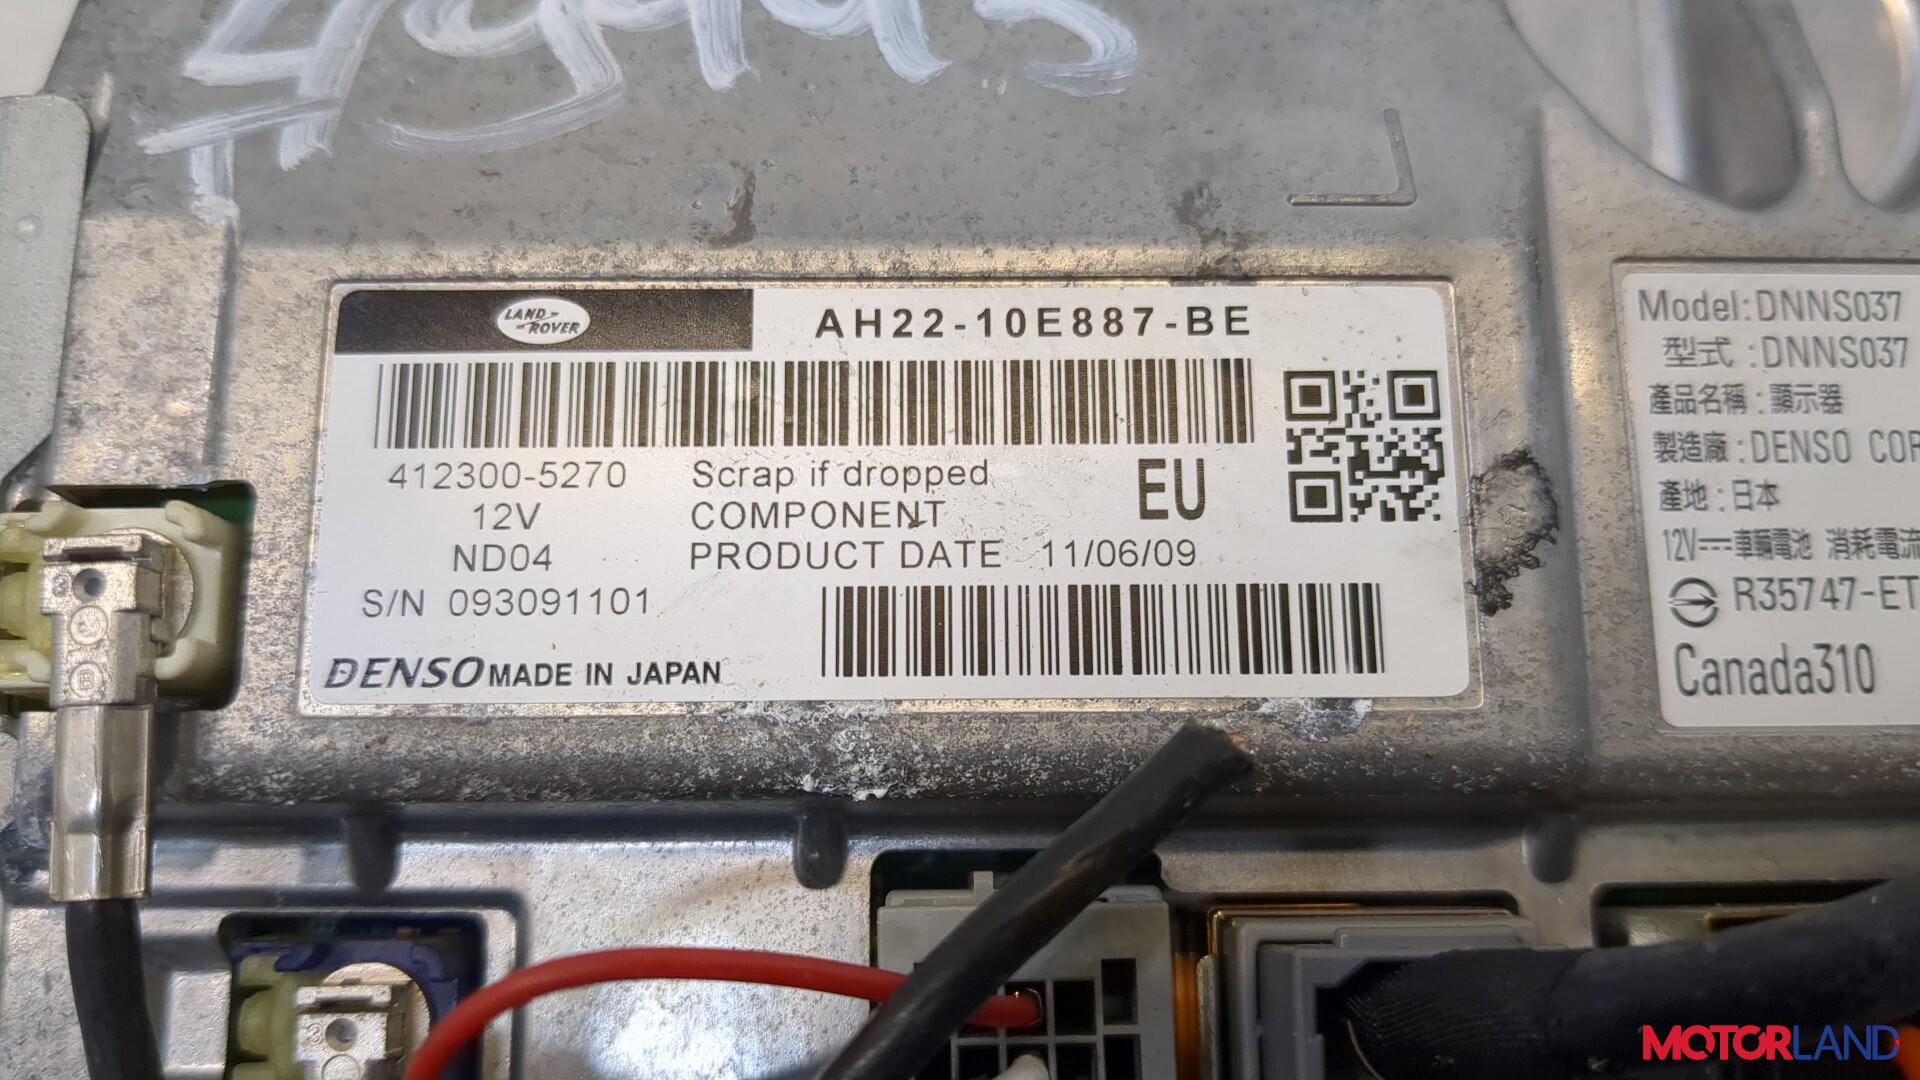 LAND ROVER
AH22-10E887-BE
412300-5270 Scrap if dropped
12V COMPONENT EU
ND04 PRODUCT DATE 11/06/09
S/N 093091101
DENSO MADE IN JAPAN
Model:DNNS037
型式:DNNS037
產品名稱:顯示器
製造廠:DENSO COR
產地:日本
12V 車輛電池 消耗電流
R35747-ET
Canada310
MOTORLAND